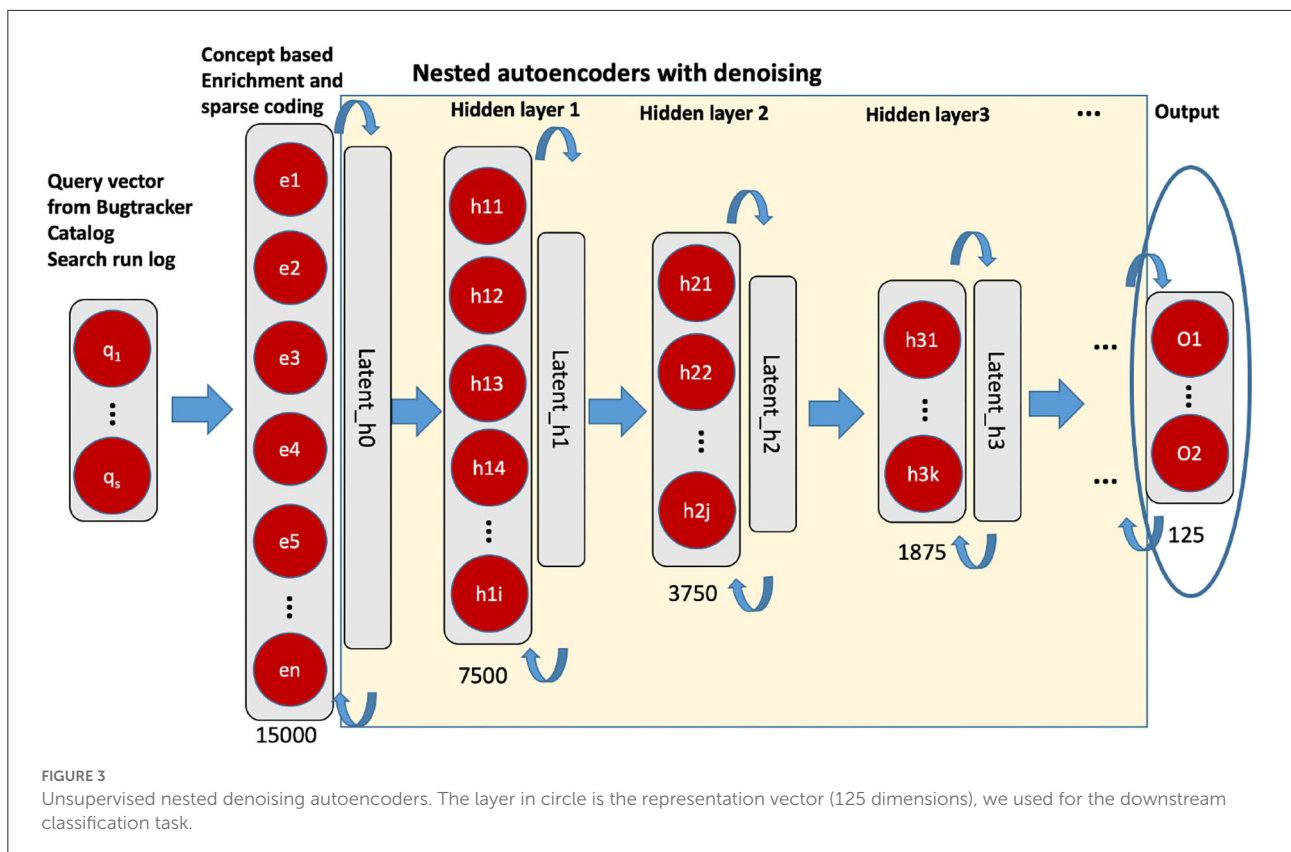 Concept based
Enrichment and
sparse coding
Nested autoencoders with denoising
Hidden layer 1
Hidden layer 2
Hidden layer3
...
Output
Query vector
from Bugtracker
Catalog
Search run log
q1
...
qs
e1
e2
e3
e4
e5
...
en
15000
Latent_h0
h11
h12
h13
h14
...
h1i
7500
Latent_h1
h21
h22
...
h2j
3750
Latent_h2
h31
...
h3k
1875
Latent_h3
...
...
O1
...
O2
125
FIGURE 3
Unsupervised nested denoising autoencoders. The layer in circle is the representation vector (125 dimensions), we used for the downstream
classification task.